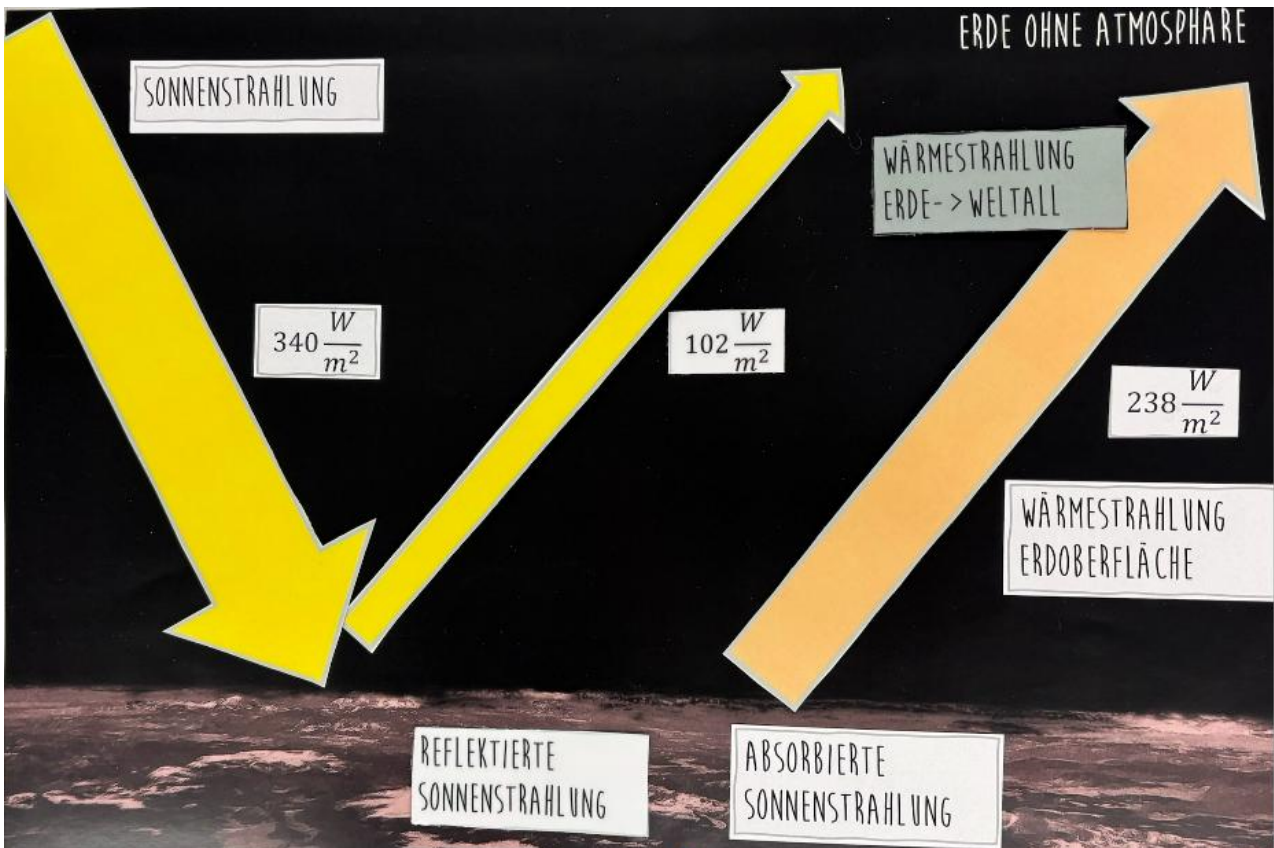 ERDE OHNE ATMOSPHÄRE
SONNENSTRAHLUNG
WÄRMESTRAHLUNG
ERDE->WELTALL
340 W/m²
102 W/m²
238 W/m²
WÄRMESTRAHLUNG
ERDOBERFLÄCHE
REFLEKTIERTE
SONNENSTRAHLUNG
ABSORBIERTE
SONNENSTRAHLUNG